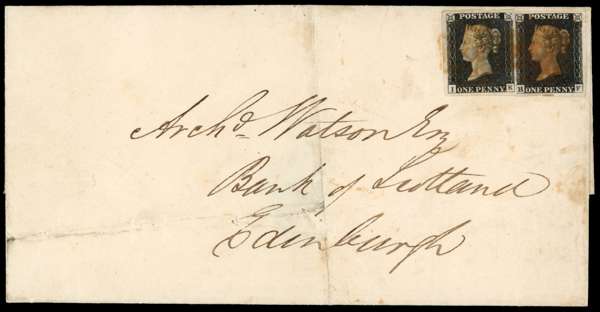 POSTAGE POSTAGE
I K ONE PENNY ONE PENNY F
Archd. Watson Esq
Bank of Scotland
Edinburgh